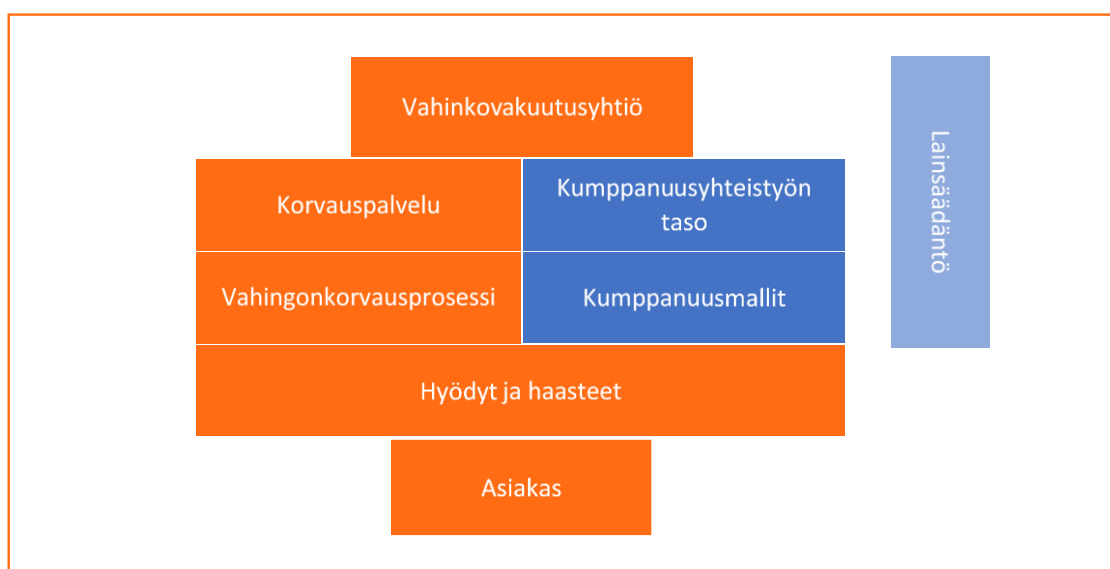 Vahinkovakuutusyhtiö
Korvauspalvelu
Kumppanuusyhteistyön
taso
Vahingonkorvausprosessi
Kumppanuusmallit
Hyödyt ja haasteet
Asiakas
Lainsäädäntö